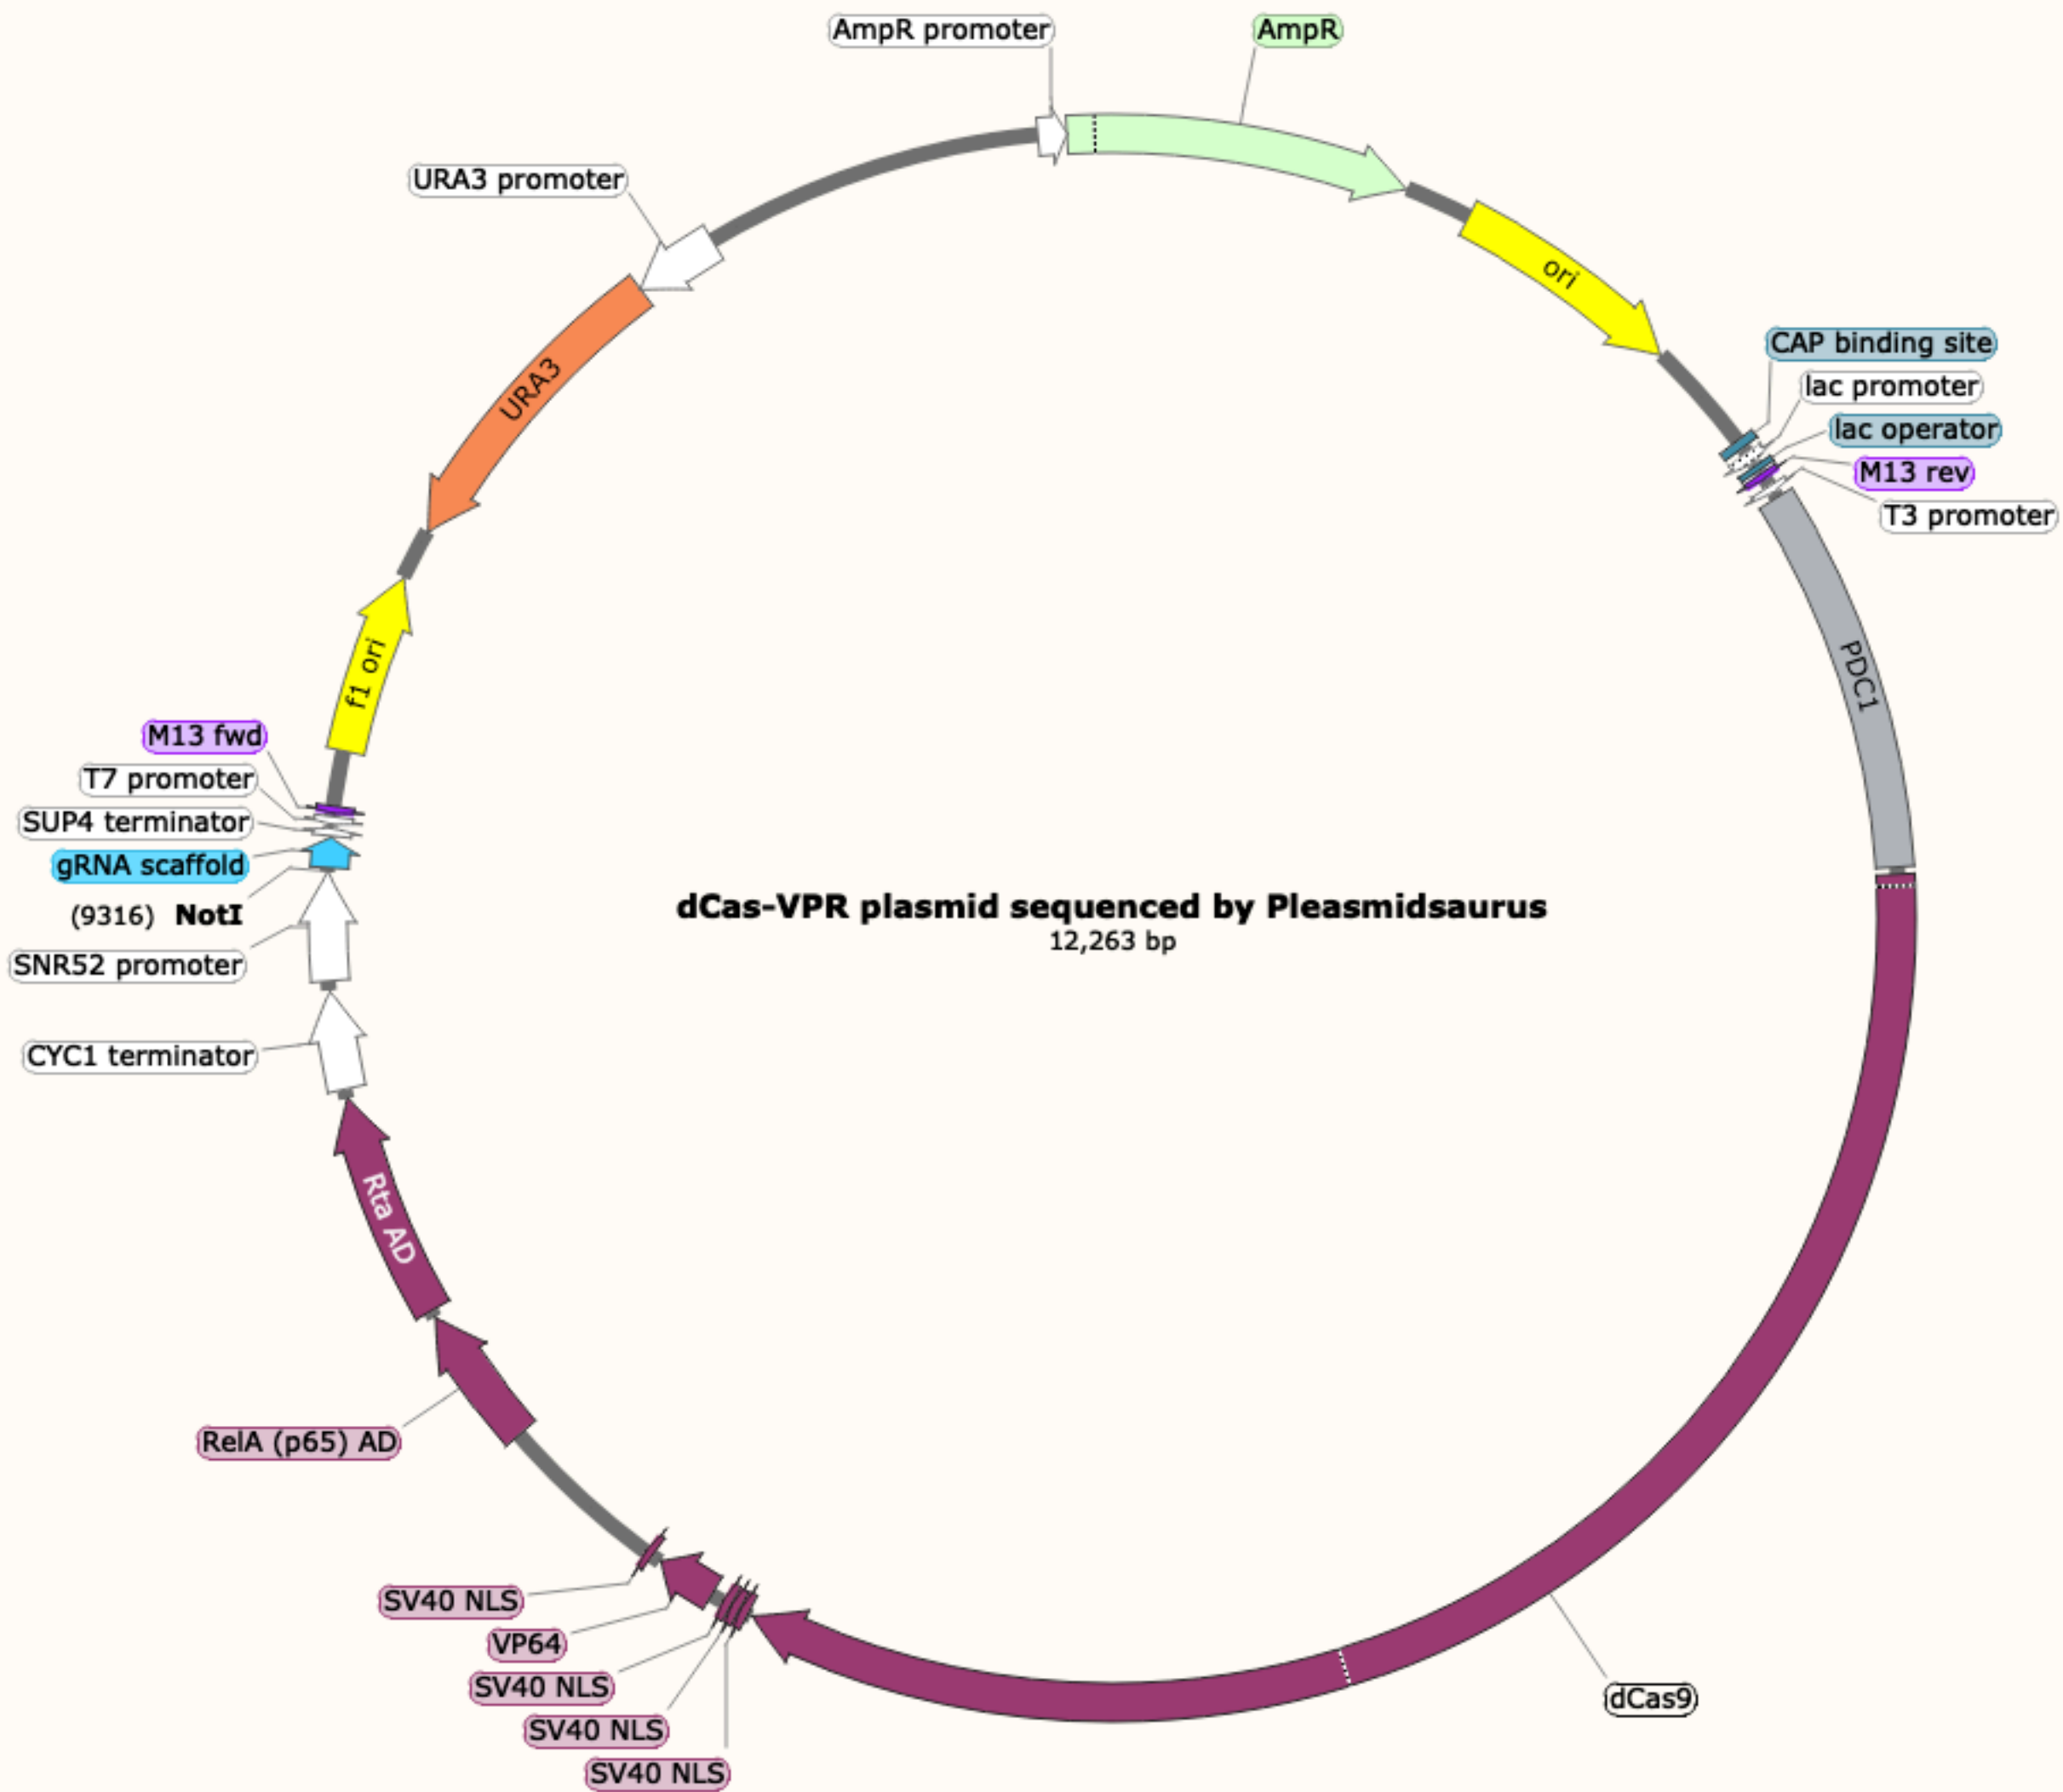 AmpR promoter
AmpR
URA3 promoter
ori
CAP binding site
lac promoter
URA3
lac operator
M13 rev
T3 promoter
PDC1
f1 ori
M13 fwd
T7 promoter
SUP4 terminator
gRNA scaffold
(9316) NotI
dCas-VPR plasmid sequenced by Pleasmidsaurus
12,263 bp
SNR52 promoter
CYC1 terminator
Rta AD
RelA (p65) AD
SV40 NLS
VP64
SV40 NLS
dCas9
SV40 NLS
SV40 NLS